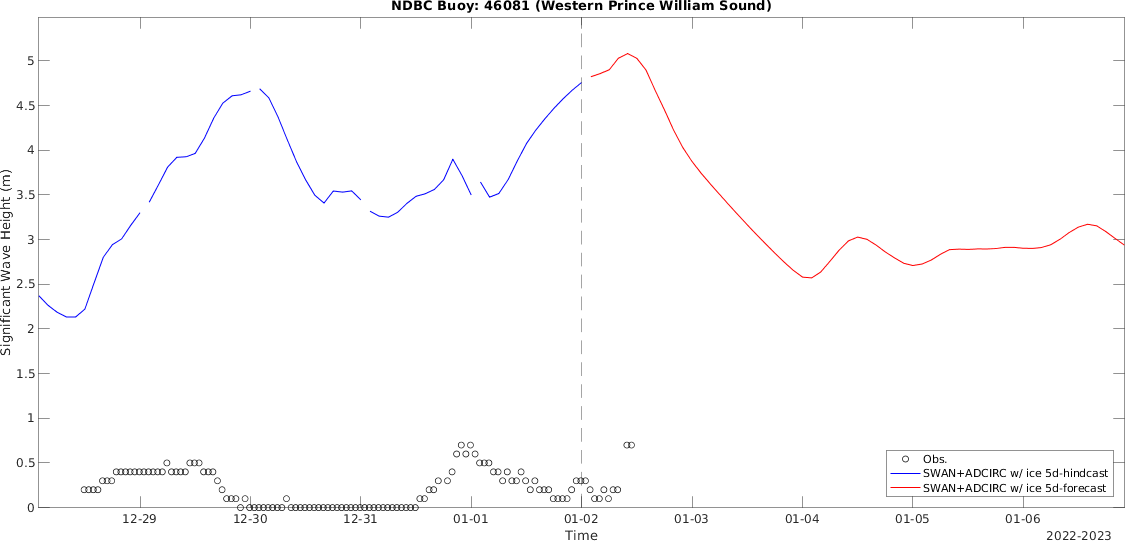 NDBC Buoy: 46081 (Western Prince William Sound)
Significant Wave Height (m)
5
4.5
4
3.5
3
2.5
2
1.5
1
0.5
0
Obs.
SWAN+ADCIRC w/ ice 5d-hindcast
SWAN+ADCIRC w/ ice 5d-forecast
12-29 12-30 12-31 01-01 01-02 01-03 01-04 01-05 01-06
Time
2022-2023